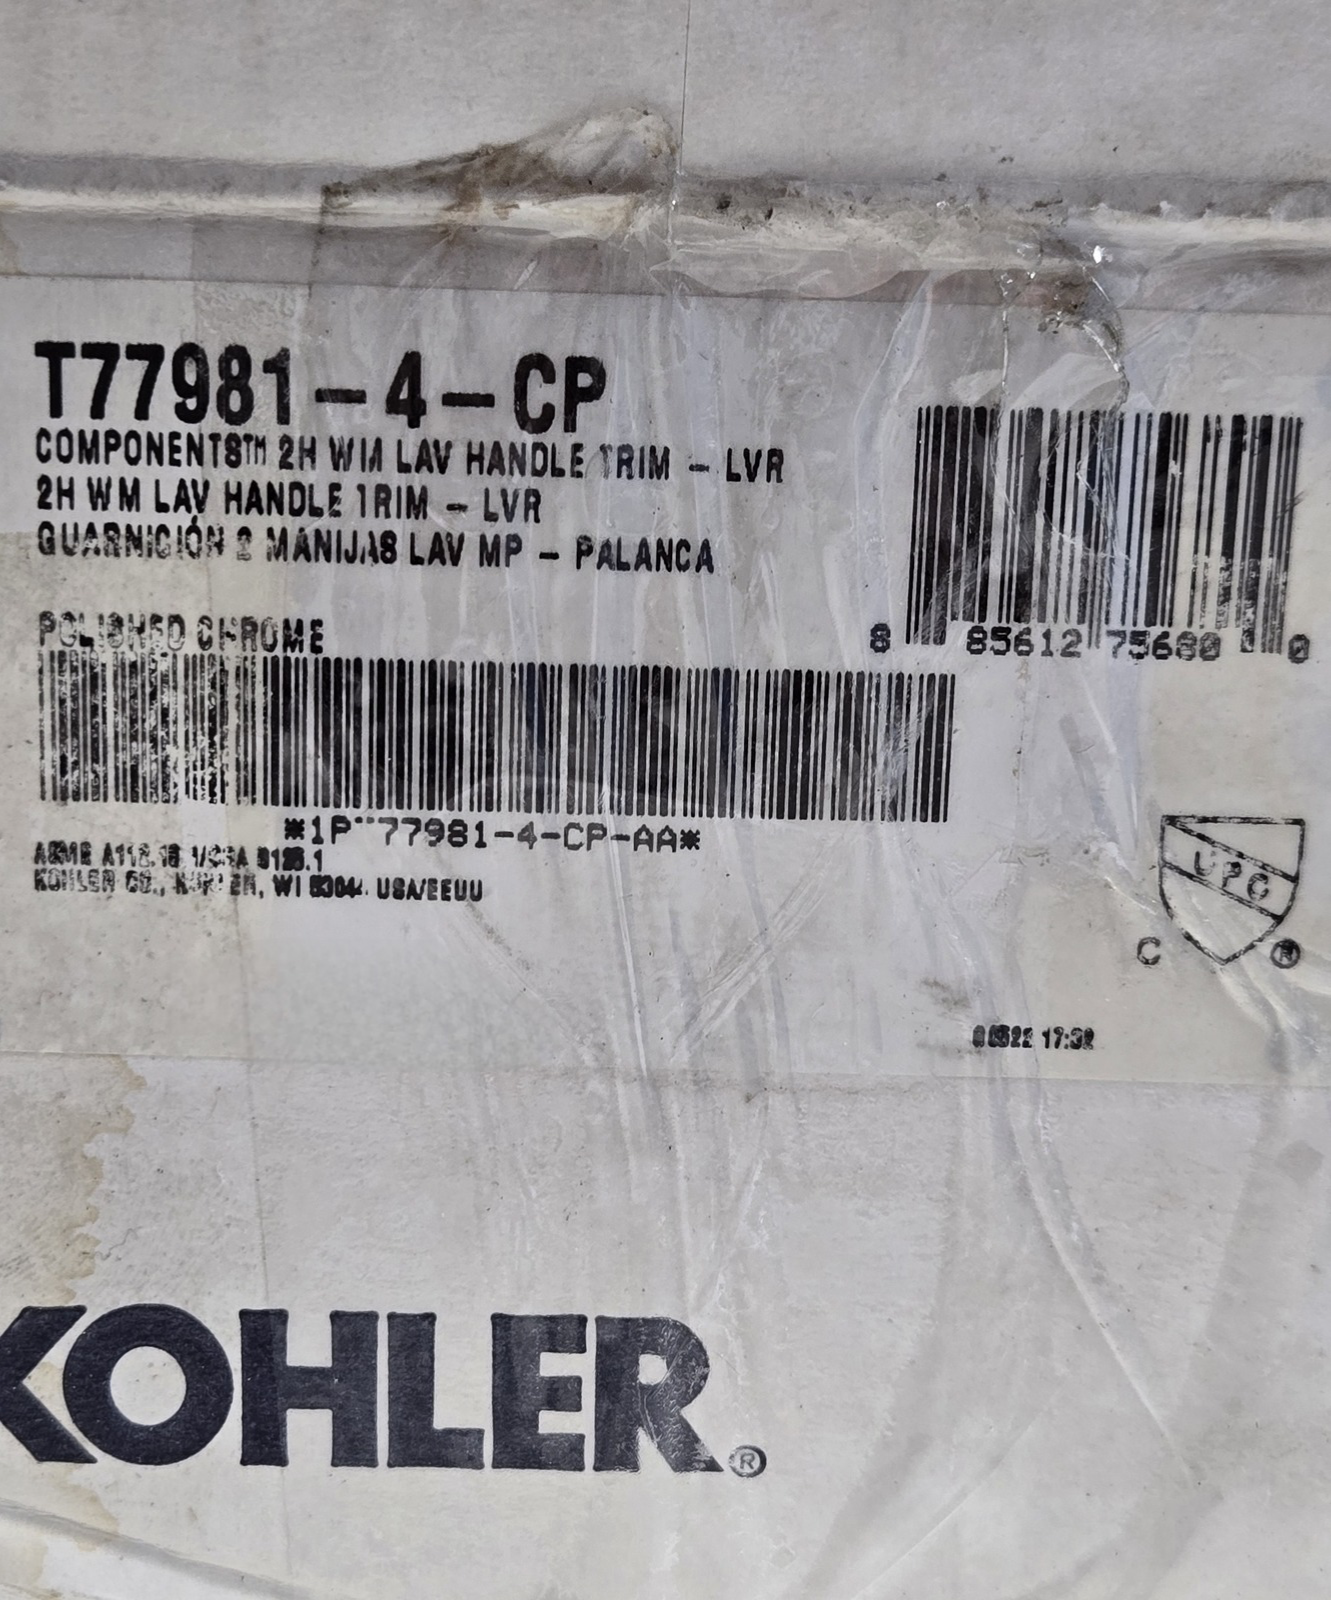 T77981-4-CP
COMPONENTS™ 2H WM LAV HANDLE TRIM - LVR
2H WM LAV HANDLE TRIM - LVR
GUARNICIÓN 2 MANIJAS LAV MP - PALANCA
POLISHED CHROME
8 85612 75680 0
*1P 77981-4-CP-AA*
ASME A112.18.1/CSA B125.1
KOHLER CO., KOHLER, WI 53044 USA/EEUU
UPC
C ®
17:32
KOHLER®